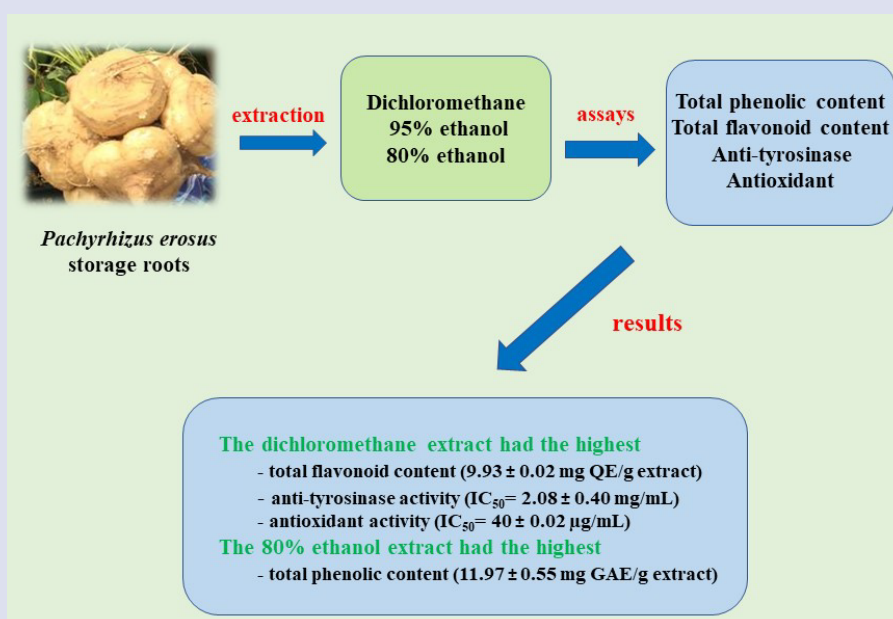 extraction
Dichloromethane
95% ethanol
80% ethanol
assays
Total phenolic content
Total flavonoid content
Anti-tyrosinase
Antioxidant
Pachyrhizus erosus
storage roots
results
The dichloromethane extract had the highest
- total flavonoid content (9.93 ± 0.02 mg QE/g extract)
- anti-tyrosinase activity (IC₅₀= 2.08 ± 0.40 mg/mL)
- antioxidant activity (IC₅₀= 40 ± 0.02 µg/mL)
The 80% ethanol extract had the highest
- total phenolic content (11.97 ± 0.55 mg GAE/g extract)